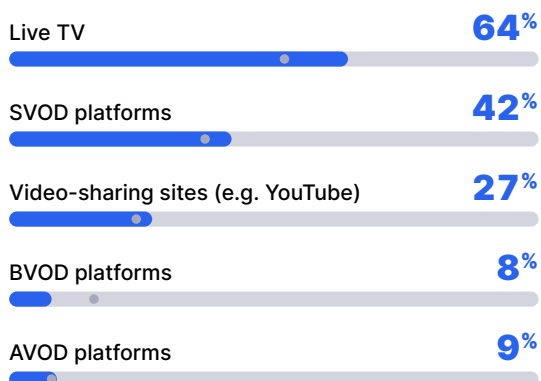 Live TV 64%
SVOD platforms 42%
Video-sharing sites (e.g. YouTube) 27%
BVOD platforms 8%
AVOD platforms 9%